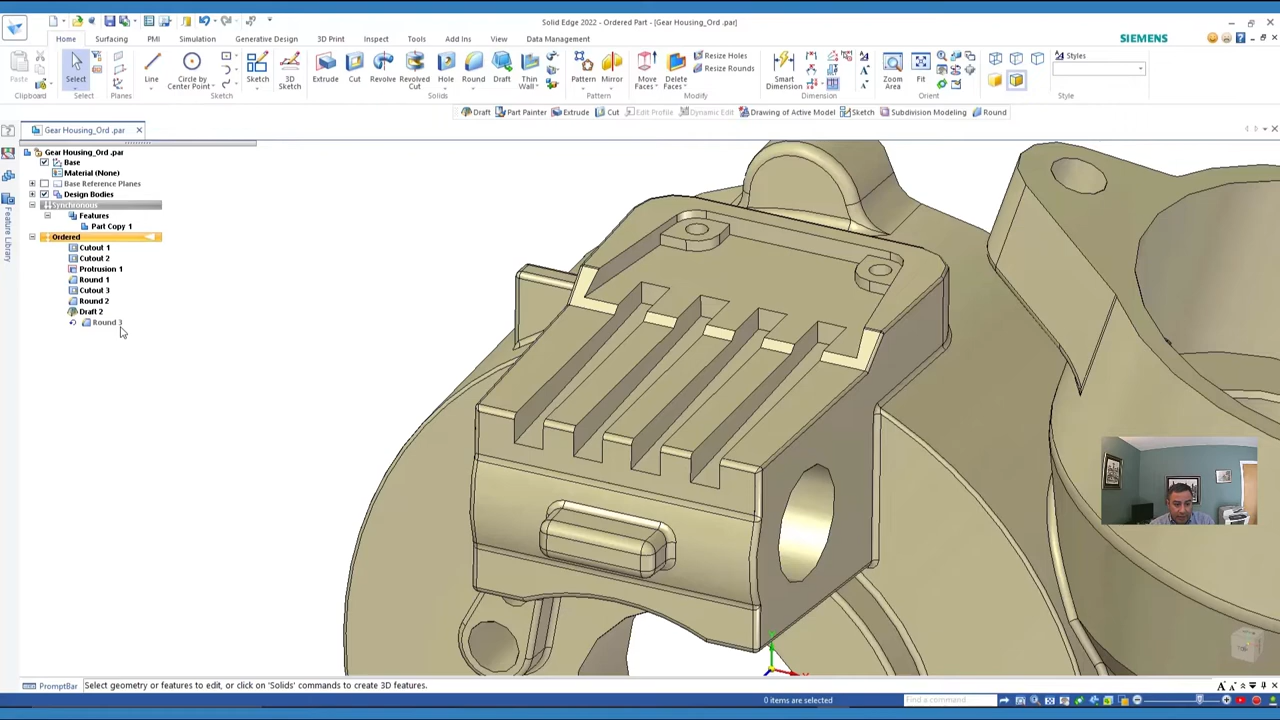 Solid Edge 2022 - Ordered Part - [Gear Housing_Ord .par]
Home Surfacing PMI Simulation Generative Design 3D Print Inspect Tools Add Ins View Data Management
SIEMENS
Paste
Clipboard
Select
Select
Planes
Line
Circle by
Center Point
Sketch
Sketch
3D
Sketch
Extrude
Cut
Revolve
Revolved
Cut
Hole
Round
Draft
Thin
Wall
Solids
Pattern
Mirror
Pattern
Move
Faces
Delete
Faces
Resize Holes
Resize Rounds
Modify
Smart
Dimension
Dimension
Zoom
Area
Fit
Orient
Styles
Style
Draft Part Painter Extrude Cut Edit Profile Dynamic Edit Drawing of Active Model Sketch Subdivision Modeling Round
Gear Housing_Ord .par
Feature Library
Gear Housing_Ord .par
Base
Material (None)
Base Reference Planes
Design Bodies
Synchronous
Features
Part Copy 1
Ordered
Cutout 1
Cutout 2
Protrusion 1
Round 1
Cutout 3
Round 2
Draft 2
Round 3
PromptBar Select geometry or features to edit, or click on 'Solids' commands to create 3D features.
0 items are selected
Find a command